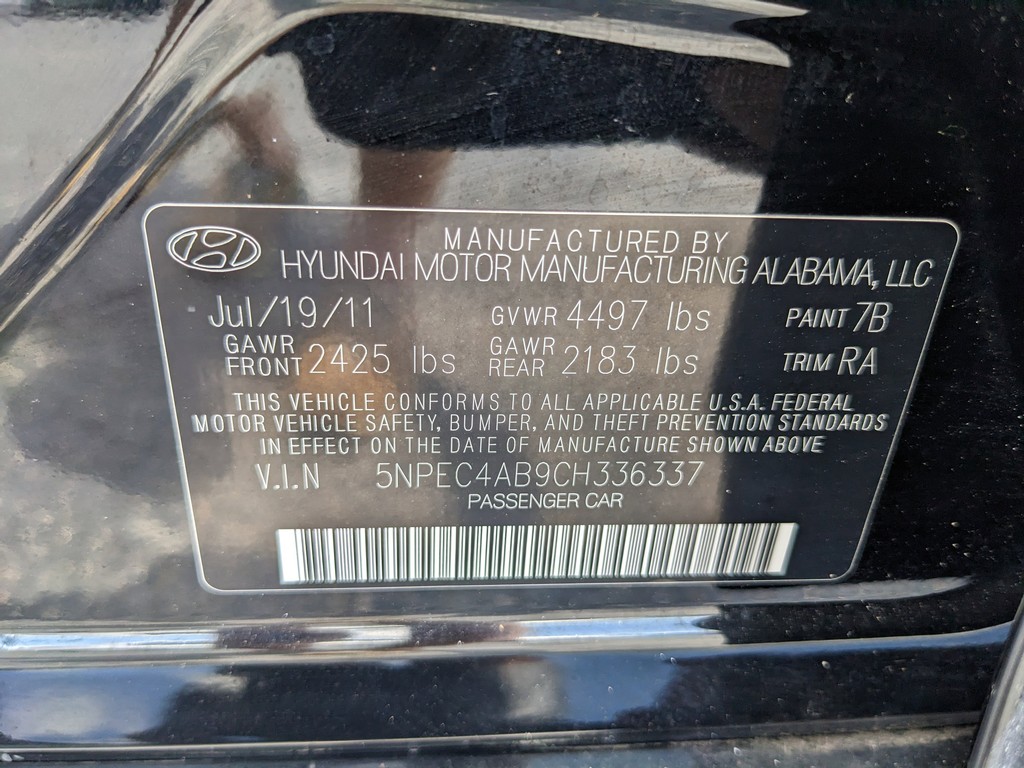 MANUFACTURED BY
HYUNDAI MOTOR MANUFACTURING ALABAMA, LLC
Jul/19/11 GVWR 4497 lbs PAINT 7B
GAWR FRONT 2425 lbs GAWR REAR 2183 lbs TRIM RA
THIS VEHICLE CONFORMS TO ALL APPLICABLE U.S.A. FEDERAL
MOTOR VEHICLE SAFETY, BUMPER, AND THEFT PREVENTION STANDARDS
IN EFFECT ON THE DATE OF MANUFACTURE SHOWN ABOVE
V.I.N 5NPEC4AB9CH336337
PASSENGER CAR